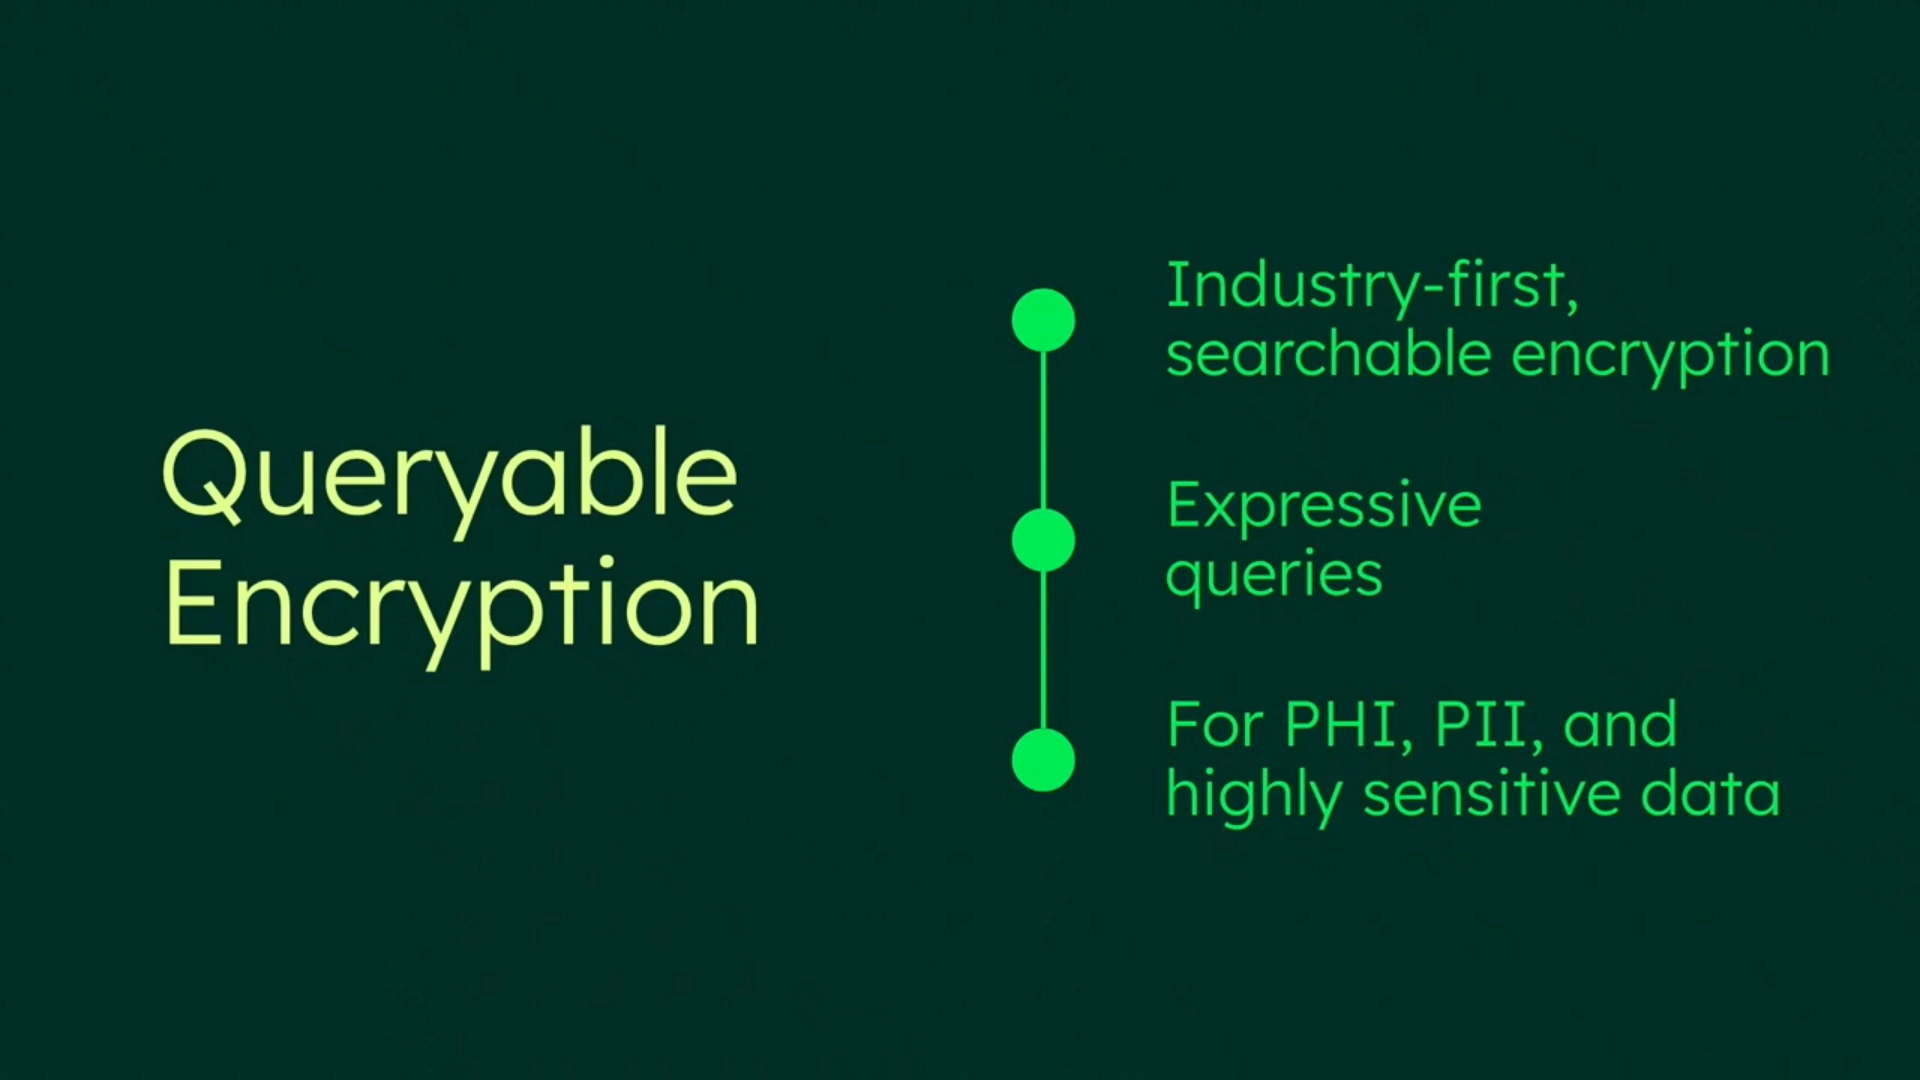 Queryable
Encryption
Industry-first,
searchable encryption
Expressive
queries
For PHI, PII, and
highly sensitive data